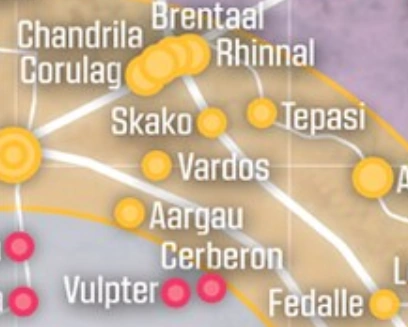 Brentaal
Chandrila
Rhinnal
Corulag
Skako
Tepasi
Vardos
A
Aargau
Cerberon
L
Vulpter
Fedalle